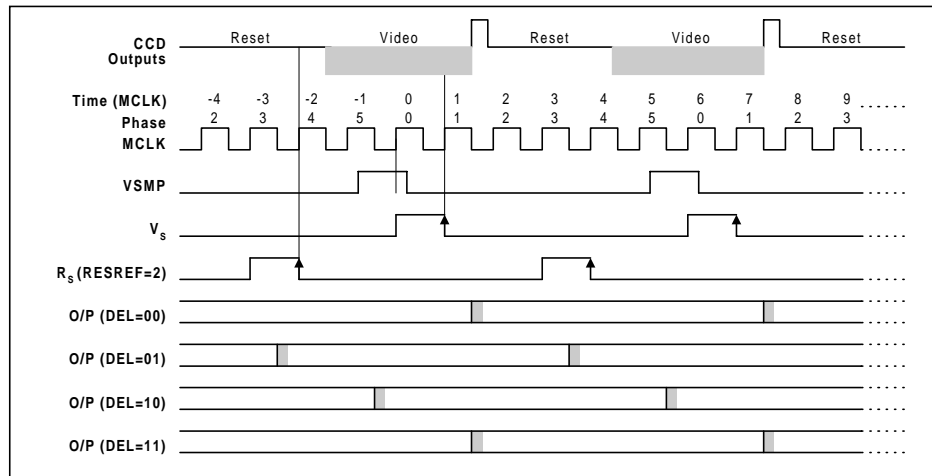 Reset Video Reset Video Reset
CCD
Outputs
Time (MCLK) -4 -3 -2 -1 0 1 2 3 4 5 6 7 8 9
Phase 2 3 4 5 0 1 2 3 4 5 0 1 2 3
MCLK
VSMP
VS
RS (RESREF=2)
O/P (DEL=00)
O/P (DEL=01)
O/P (DEL=10)
O/P (DEL=11)